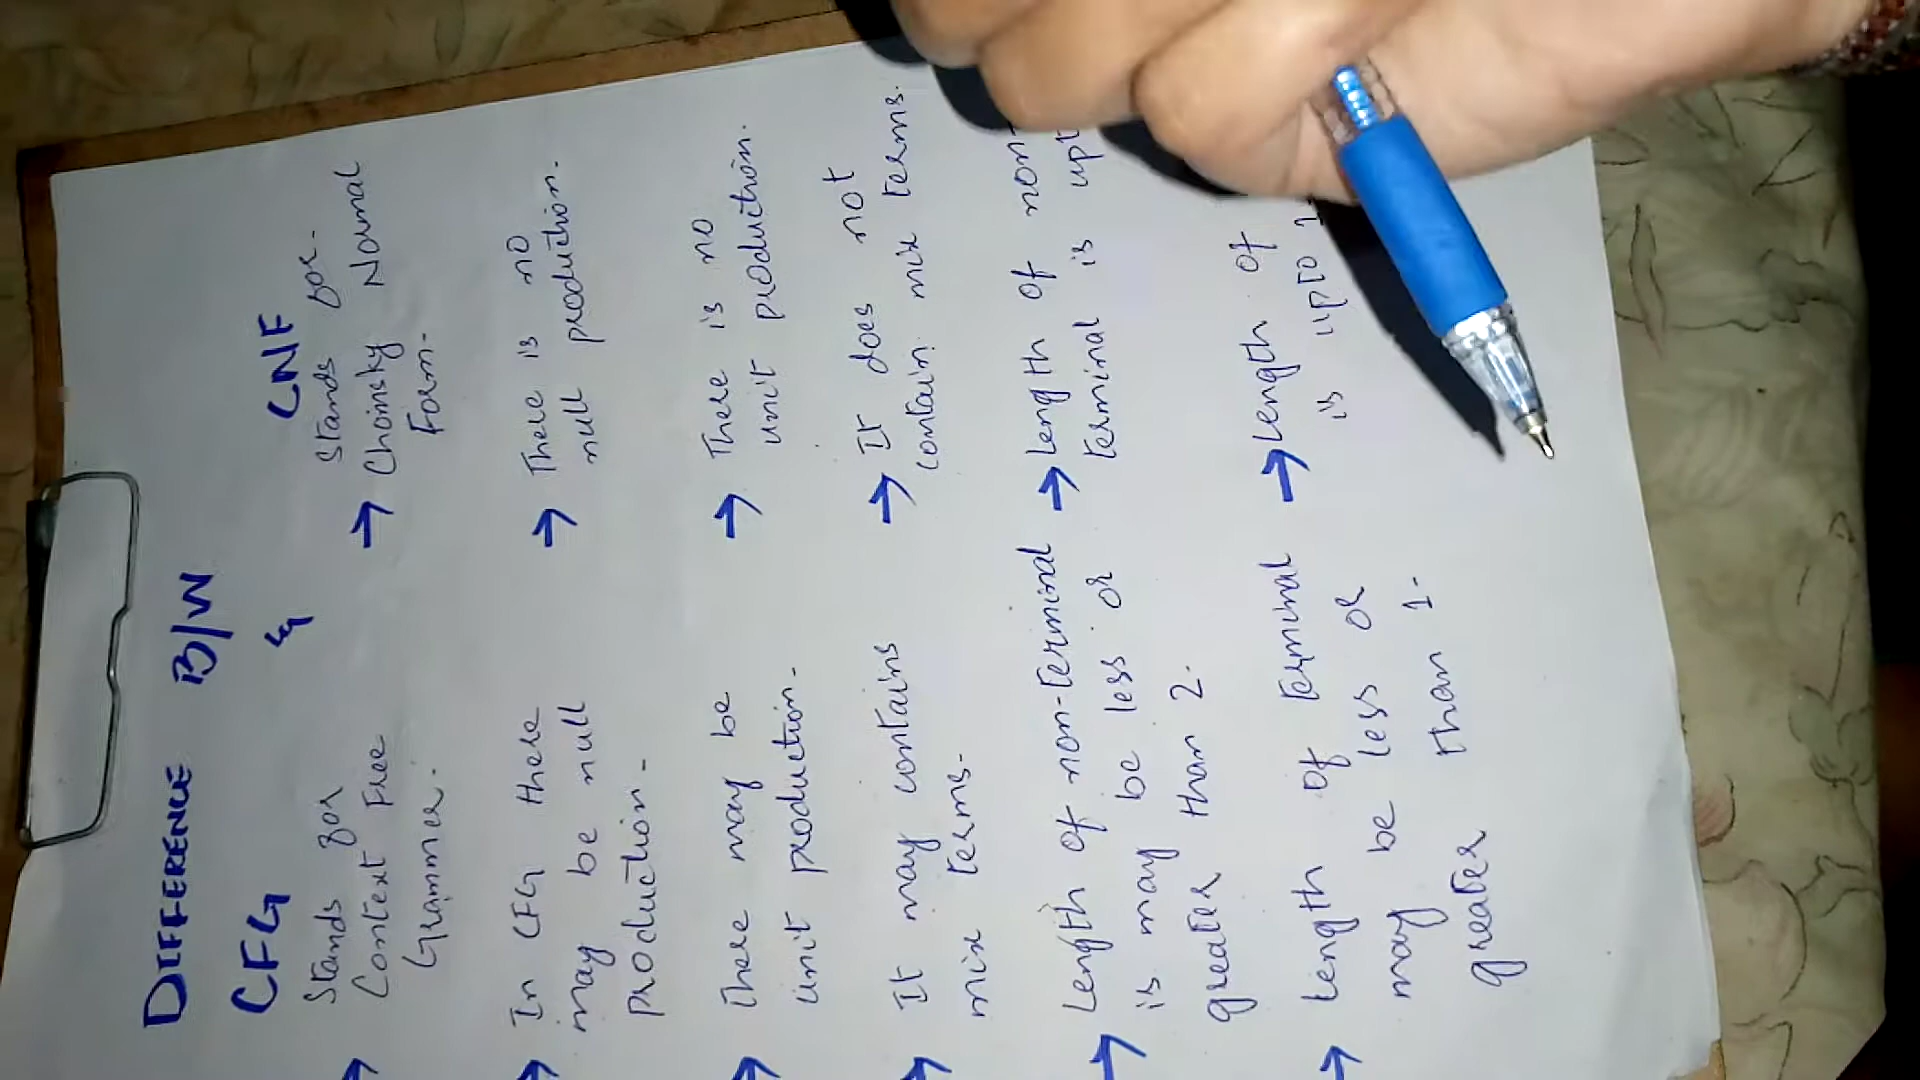 DIFFERENCE B/W
CFG & CNF
Stands for
Context Free
Grammer.
In CFG there
may be null
production.
There may be
unit production.
It may contains
mix terms.
Length of non-terminal
is may be less or
greater than 2.
Length of terminal
may be less or
greater than 1.
Stands for.
Choinsky Normal
Form.
There is no
null production.
There is no
unit production.
It does not
contain mix terms.
Length of non-
terminal is
Length of
is upto 1